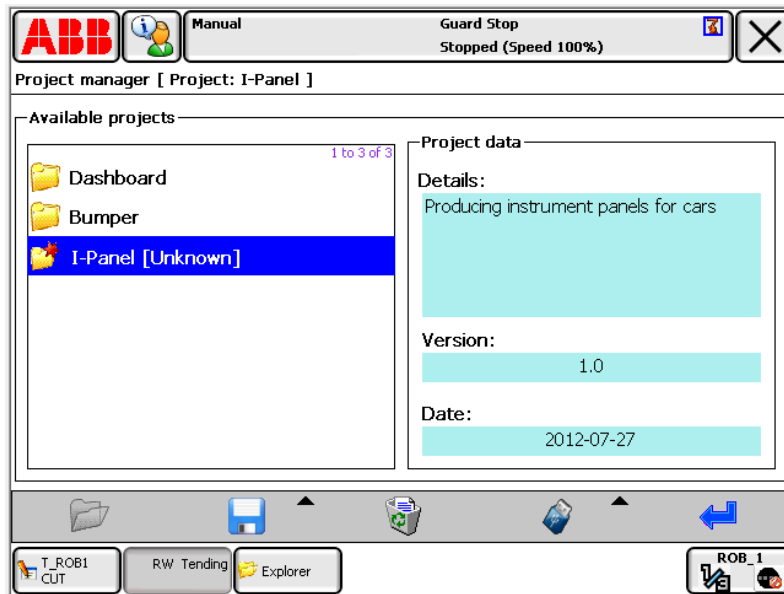 ABB
Manual
Guard Stop
Stopped (Speed 100%)
Project manager [ Project: I-Panel ]
Available projects
1 to 3 of 3
Dashboard
Bumper
I-Panel [Unknown]
Project data
Details:
Producing instrument panels for cars
Version:
1.0
Date:
2012-07-27
T_ROB1
CUT
RW Tending
Explorer
ROB_1
1/3